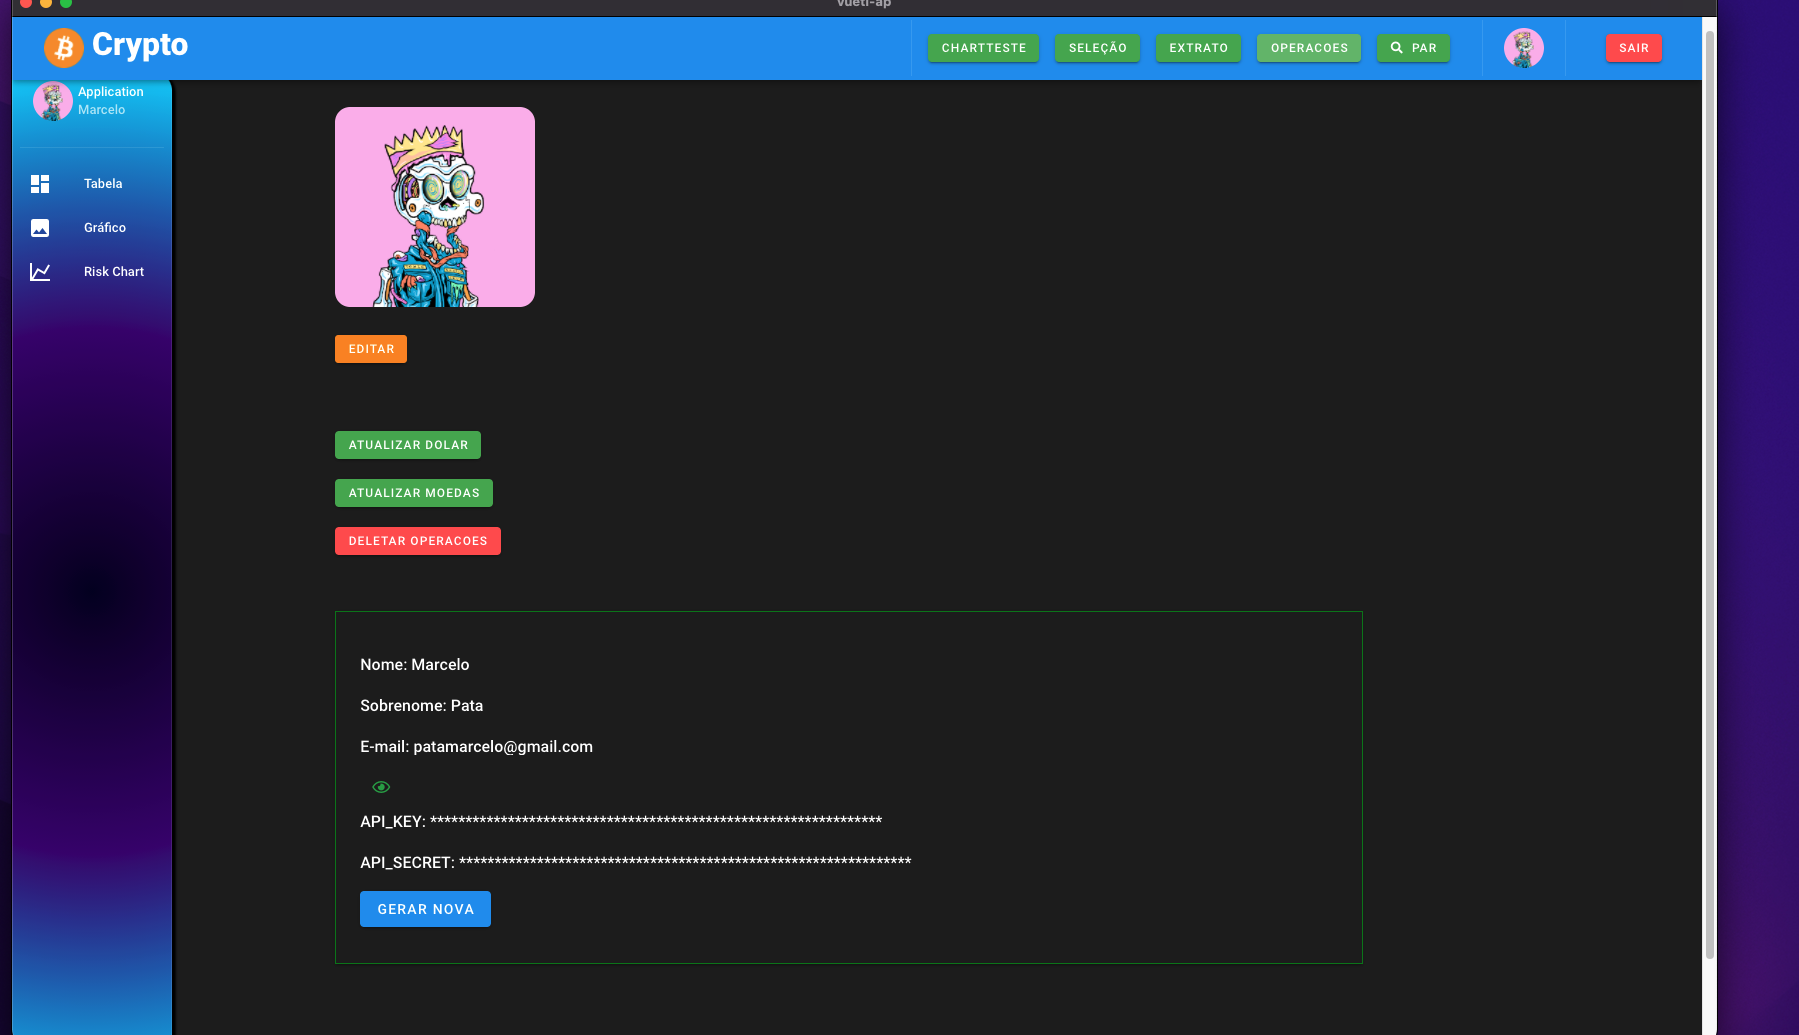 vueti-ap
Crypto
CHARTTESTE
SELEÇÃO
EXTRATO
OPERACOES
PAR
SAIR
Application
Marcelo
Tabela
Gráfico
Risk Chart
EDITAR
ATUALIZAR DOLAR
ATUALIZAR MOEDAS
DELETAR OPERACOES
Nome: Marcelo
Sobrenome: Pata
E-mail: patamarcelo@gmail.com
API_KEY: ****************************************************************
API_SECRET: ****************************************************************
GERAR NOVA